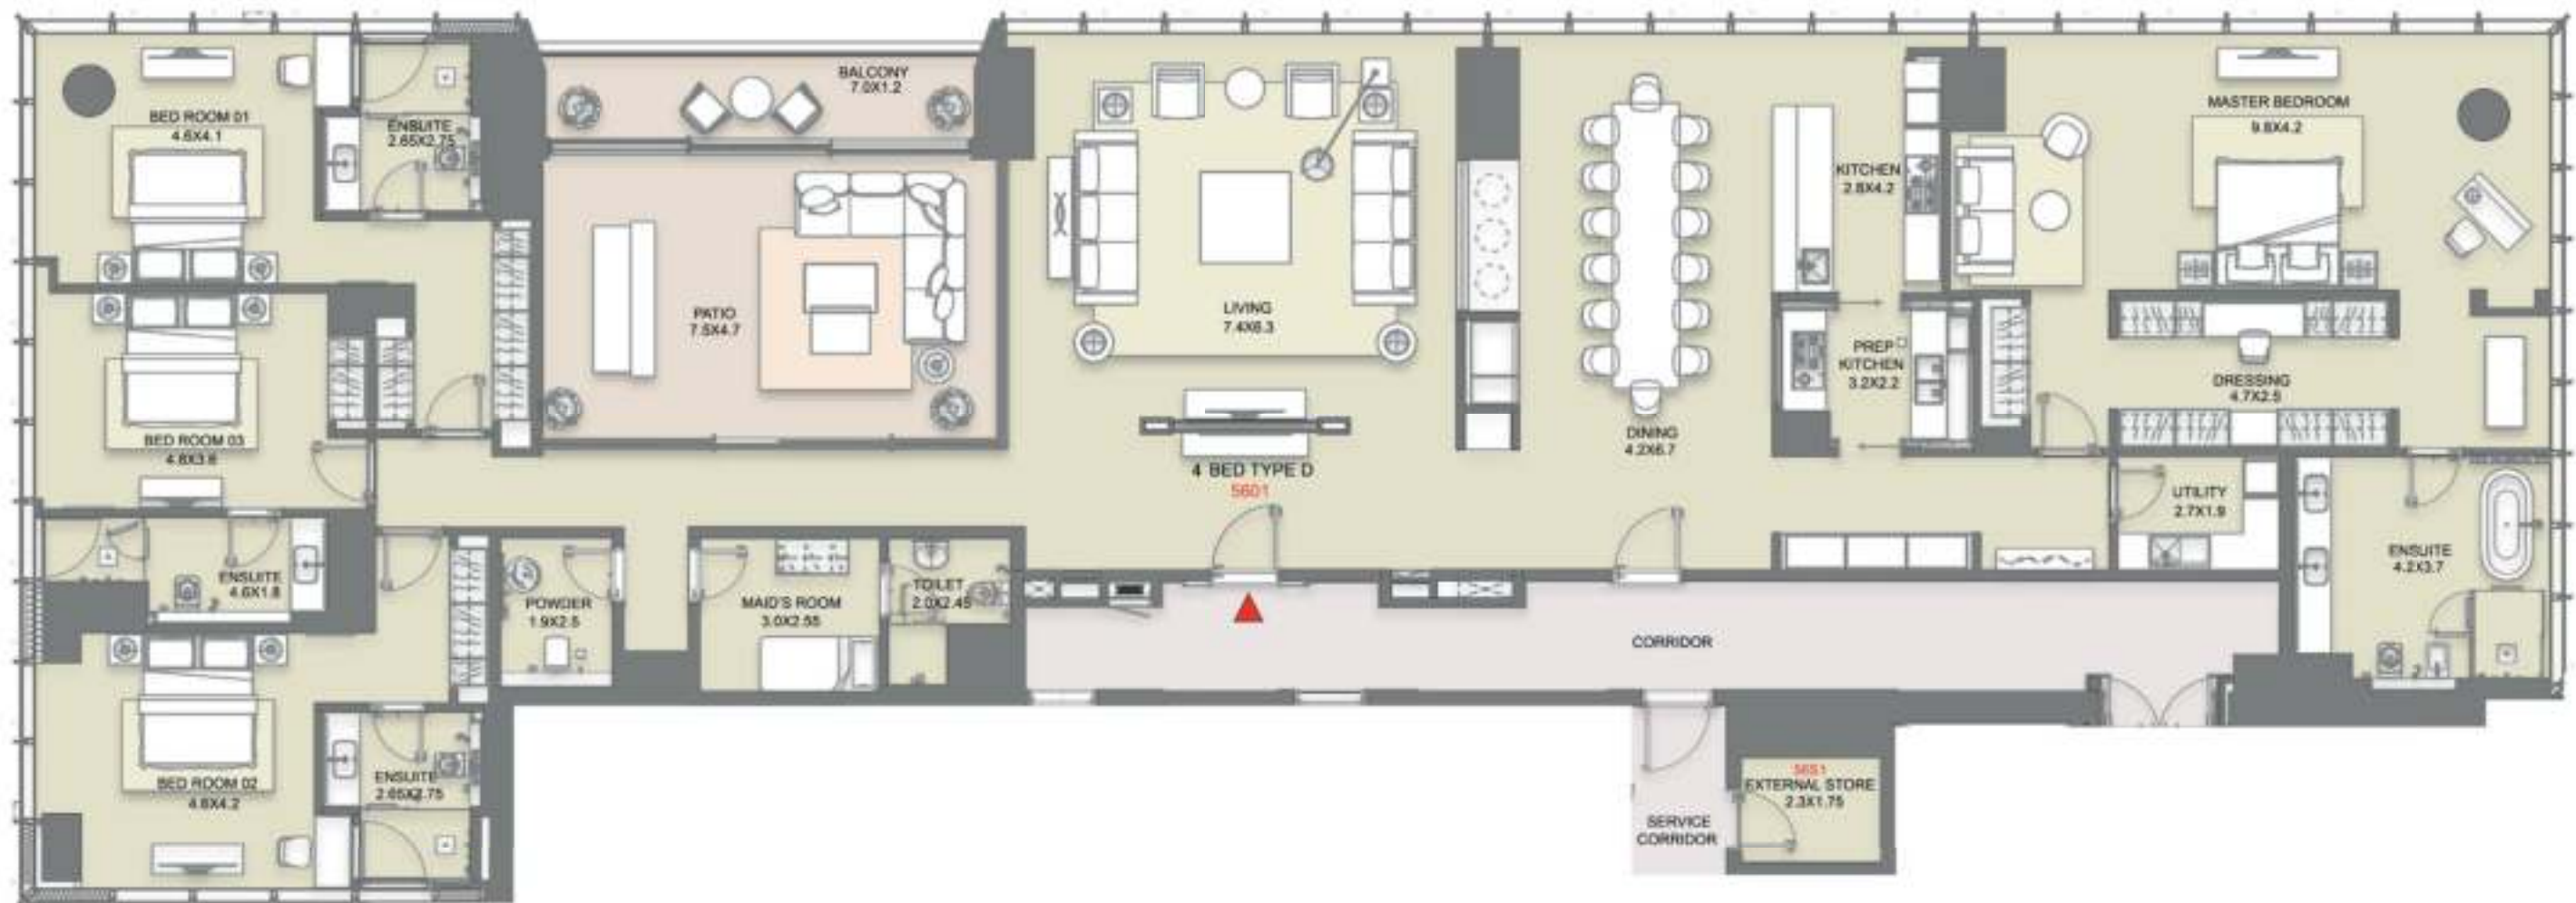 BALCONY
7.0X1.2
BED ROOM 01
4.6X4.1
ENSUITE
2.65X2.75
MASTER BEDROOM
9.8X4.2
KITCHEN
2.8X4.2
PATIO
7.5X4.7
LIVING
7.4X6.3
PREP
KITCHEN
3.2X2.2
DRESSING
4.7X2.5
BED ROOM 03
4.8X3.6
DINING
4.2X6.7
4 BED TYPE D
5601
UTILITY
2.7X1.9
ENSUITE
4.6X1.8
POWDER
1.9X2.5
MAID'S ROOM
3.0X2.55
TOILET
2.0X2.45
ENSUITE
4.2X3.7
CORRIDOR
BED ROOM 02
4.8X4.2
ENSUITE
2.65X2.75
5651
EXTERNAL STORE
2.3X1.75
SERVICE
CORRIDOR